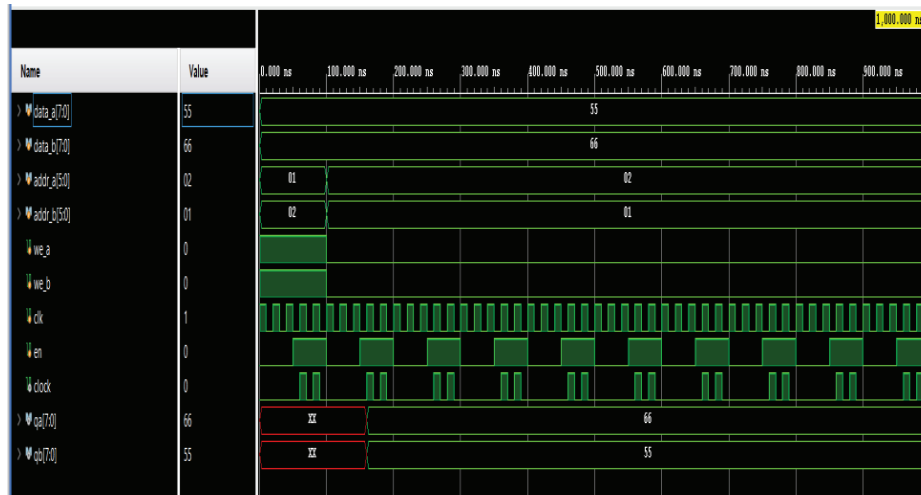 1,000.000 ns
Name Value 0.000 ns 100.000 ns 200.000 ns 300.000 ns 400.000 ns 500.000 ns 600.000 ns 700.000 ns 800.000 ns 900.000 ns
data_a[7:0] 55 55
data_b[7:0] 66 66
addr_a[5:0] 02 01 02
addr_b[5:0] 01 02 01
we_a 0
we_b 0
clk 1
en 0
clock 0
qa[7:0] 66 XX 66
qb[7:0] 55 XX 55